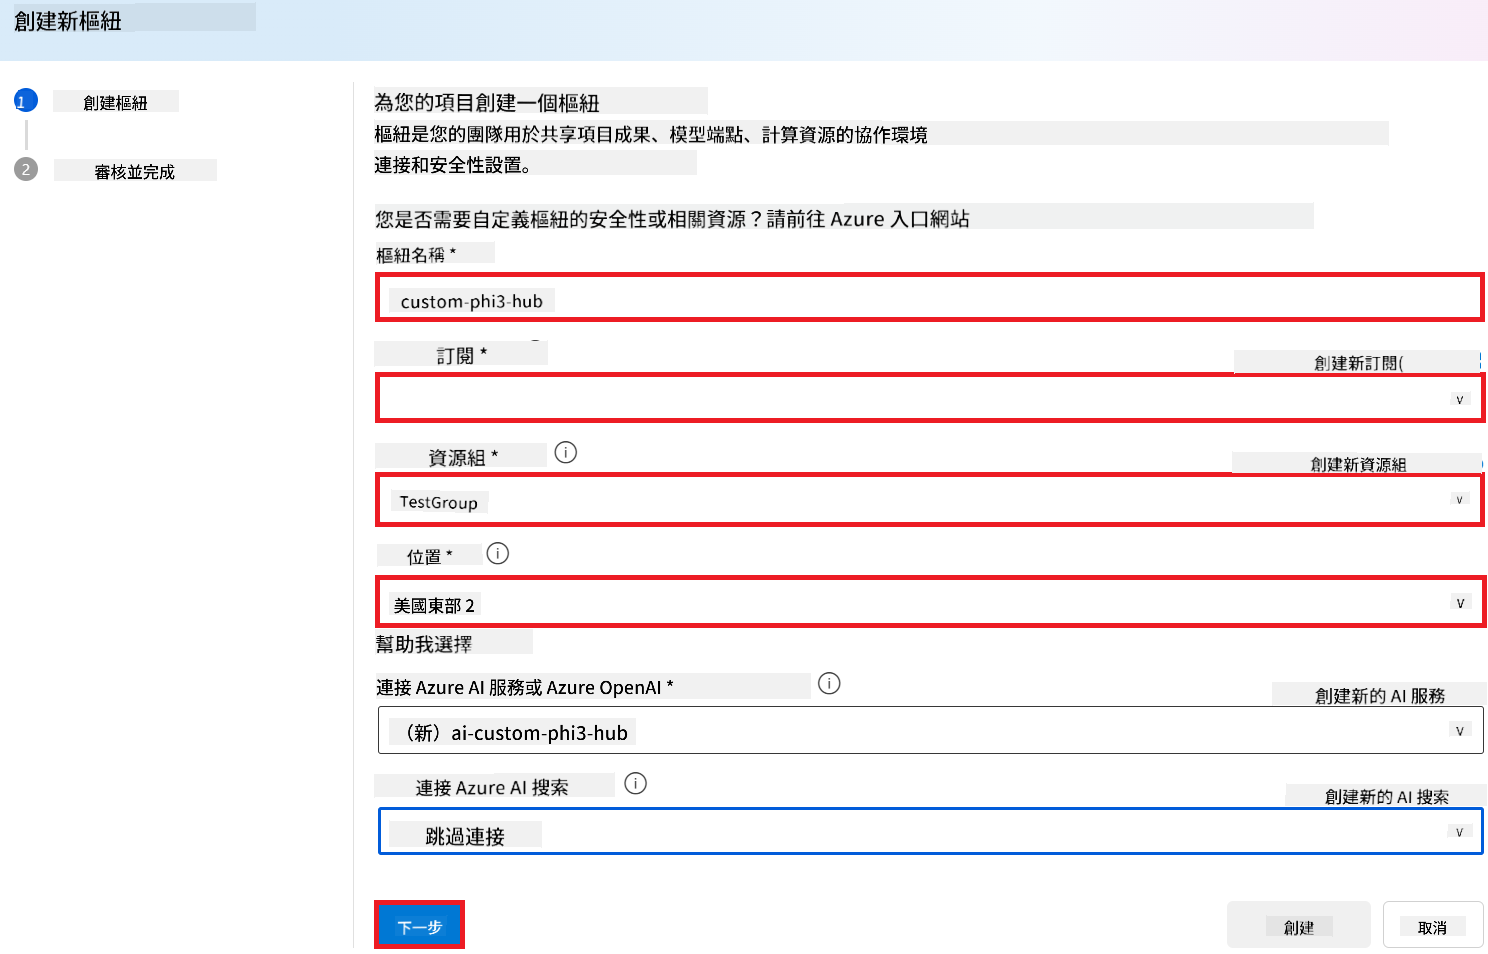 創建新樞紐
1
創建樞紐
2
審核並完成
為您的項目創建一個樞紐
樞紐是您的團隊用於共享項目成果、模型端點、計算資源的協作環境
連接和安全性設置。
您是否需要自定義樞紐的安全性或相關資源？請前往 Azure 入口網站
樞紐名稱 *
custom-phi3-hub
訂閱 *
創建新訂閱(
資源組 *
創建新資源組
TestGroup
位置 *
美國東部 2
幫助我選擇
連接 Azure AI 服務或 Azure OpenAI *
創建新的 AI 服務
（新）ai-custom-phi3-hub
連接 Azure AI 搜索
創建新的 AI 搜索
跳過連接
下一步
創建
取消